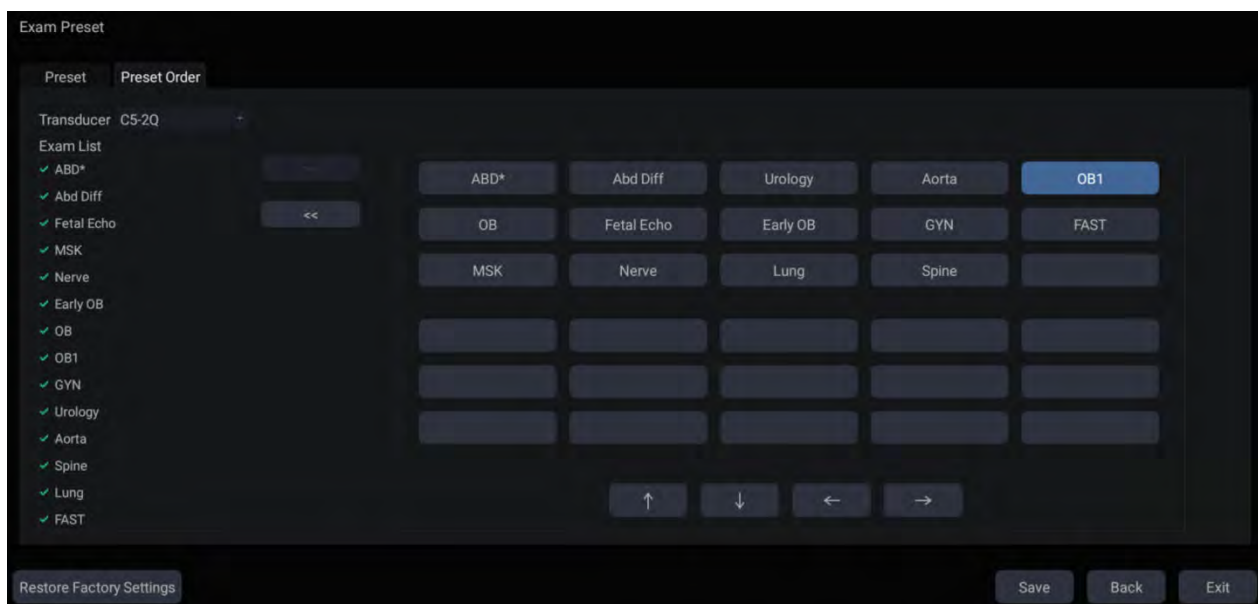 Exam Preset
Preset Preset Order
Transducer C5-2Q
Exam List
ABD*
Abd Diff
Fetal Echo
MSK
Nerve
Early OB
OB
OB1
GYN
Urology
Aorta
Spine
Lung
FAST
<<
ABD* Abd Diff Urology Aorta OB1
OB Fetal Echo Early OB GYN FAST
MSK Nerve Lung Spine
↑ ↓ ← →
Restore Factory Settings Save Back Exit